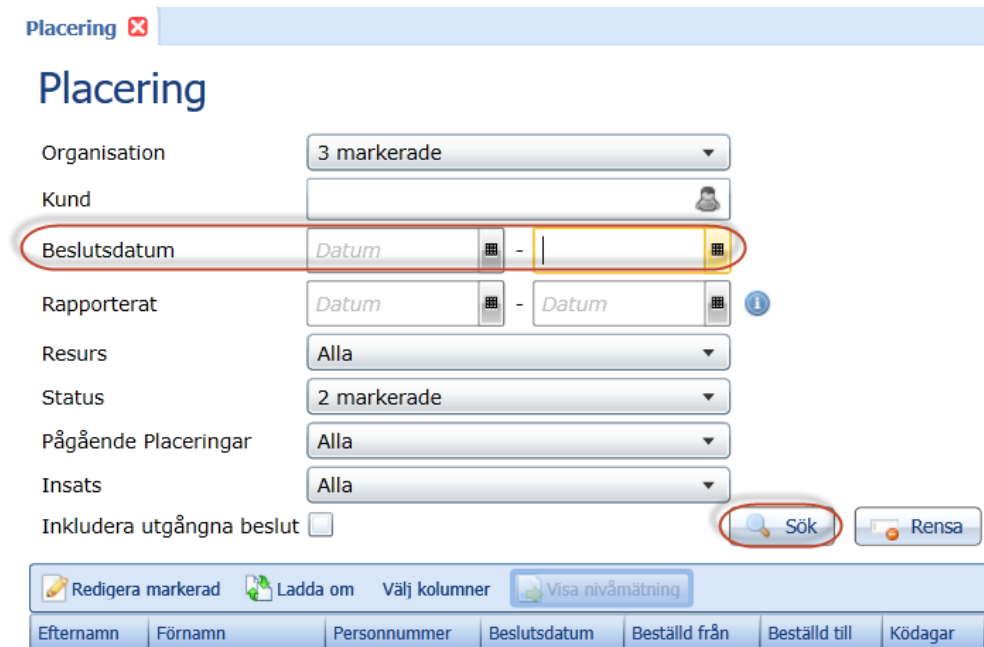 Placering
Placering
Organisation 3 markerade
Kund
Beslutsdatum Datum -
Rapporterat Datum - Datum
Resurs Alla
Status 2 markerade
Pågående Placeringar Alla
Insats Alla
Inkludera utgångna beslut Sök Rensa
Redigera markerad Ladda om Välj kolumner Visa nivåmätning
Efternamn Förnamn Personnummer Beslutsdatum Beställd från Beställd till Ködagar